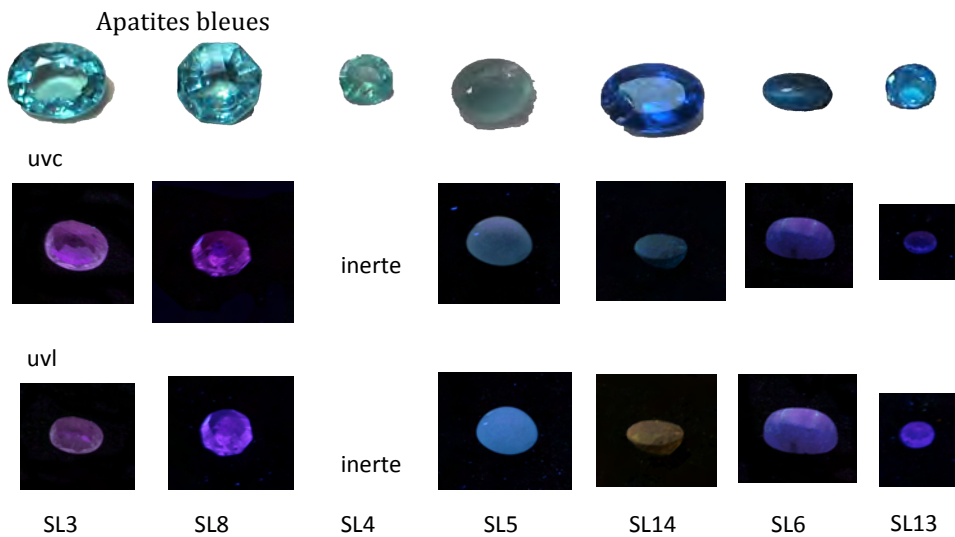 Apatites bleues
uvc
inerte
uvl
inerte
SL3 SL8 SL4 SL5 SL14 SL6 SL13